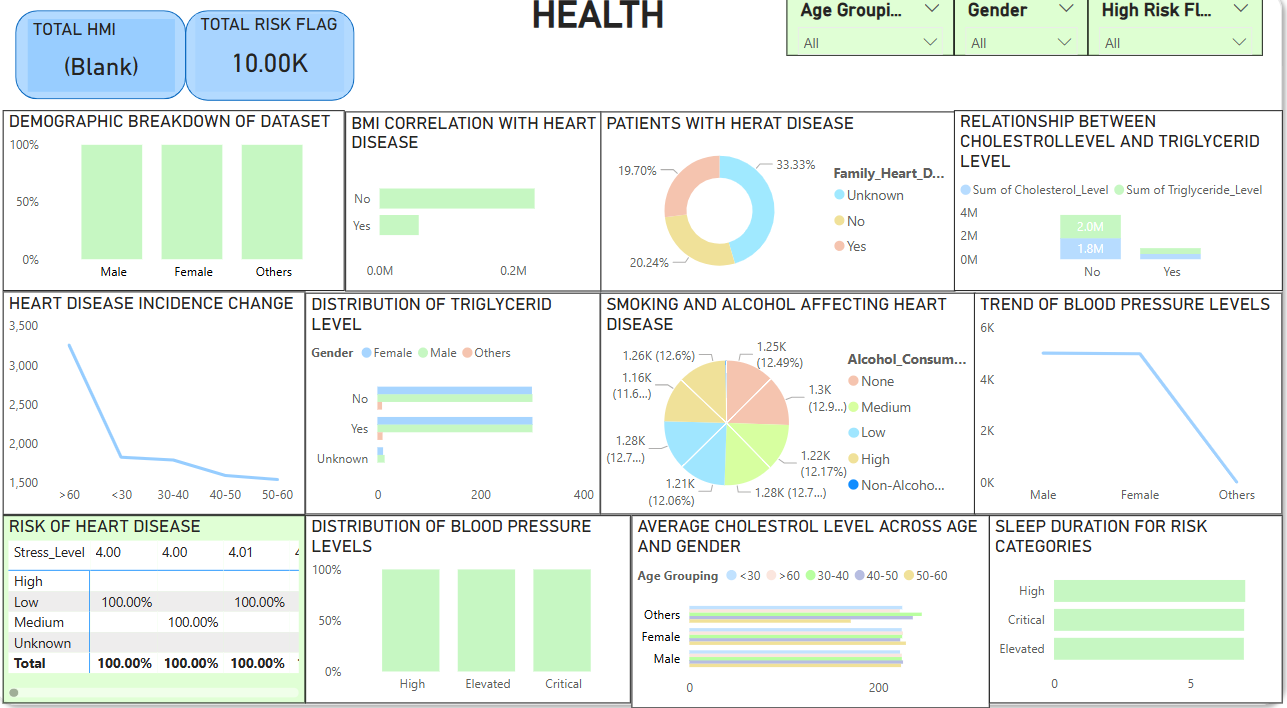 HEALTH
TOTAL HMI
(Blank)
TOTAL RISK FLAG
10.00K
Age Groupi...
All
Gender
All
High Risk Fl...
All
DEMOGRAPHIC BREAKDOWN OF DATASET
100%
50%
0%
Male Female Others
BMI CORRELATION WITH HEART
DISEASE
No
Yes
0.0M 0.2M
PATIENTS WITH HERAT DISEASE
19.70%
33.33%
20.24%
Family_Heart_D...
Unknown
No
Yes
RELATIONSHIP BETWEEN
CHOLESTROLLEVEL AND TRIGLYCERID
LEVEL
Sum of Cholesterol_Level Sum of Triglyceride_Level
4M
2M
0M
2.0M
1.8M
No Yes
HEART DISEASE INCIDENCE CHANGE
3,500
3,000
2,500
2,000
1,500
>60 <30 30-40 40-50 50-60
DISTRIBUTION OF TRIGLYCERID
LEVEL
Gender Female Male Others
No
Yes
Unknown
0 200 400
SMOKING AND ALCOHOL AFFECTING HEART
DISEASE
1.26K (12.6%)
1.25K
(12.49%)
1.16K
(11.6...)
1.3K
(12.9...)
1.28K
(12.7...)
1.22K
(12.17%)
1.21K
(12.06%)
1.28K (12.7...)
Alcohol_Consum...
None
Medium
Low
High
Non-Alcoho...
TREND OF BLOOD PRESSURE LEVELS
6K
4K
2K
0K
Male Female Others
RISK OF HEART DISEASE
Stress_Level 4.00 4.00 4.01
High
Low 100.00% 100.00%
Medium 100.00%
Unknown
Total 100.00% 100.00% 100.00%
DISTRIBUTION OF BLOOD PRESSURE
LEVELS
100%
50%
0%
High Elevated Critical
AVERAGE CHOLESTROL LEVEL ACROSS AGE
AND GENDER
Age Grouping <30 >60 30-40 40-50 50-60
Others
Female
Male
0 200
SLEEP DURATION FOR RISK
CATEGORIES
High
Critical
Elevated
0 5